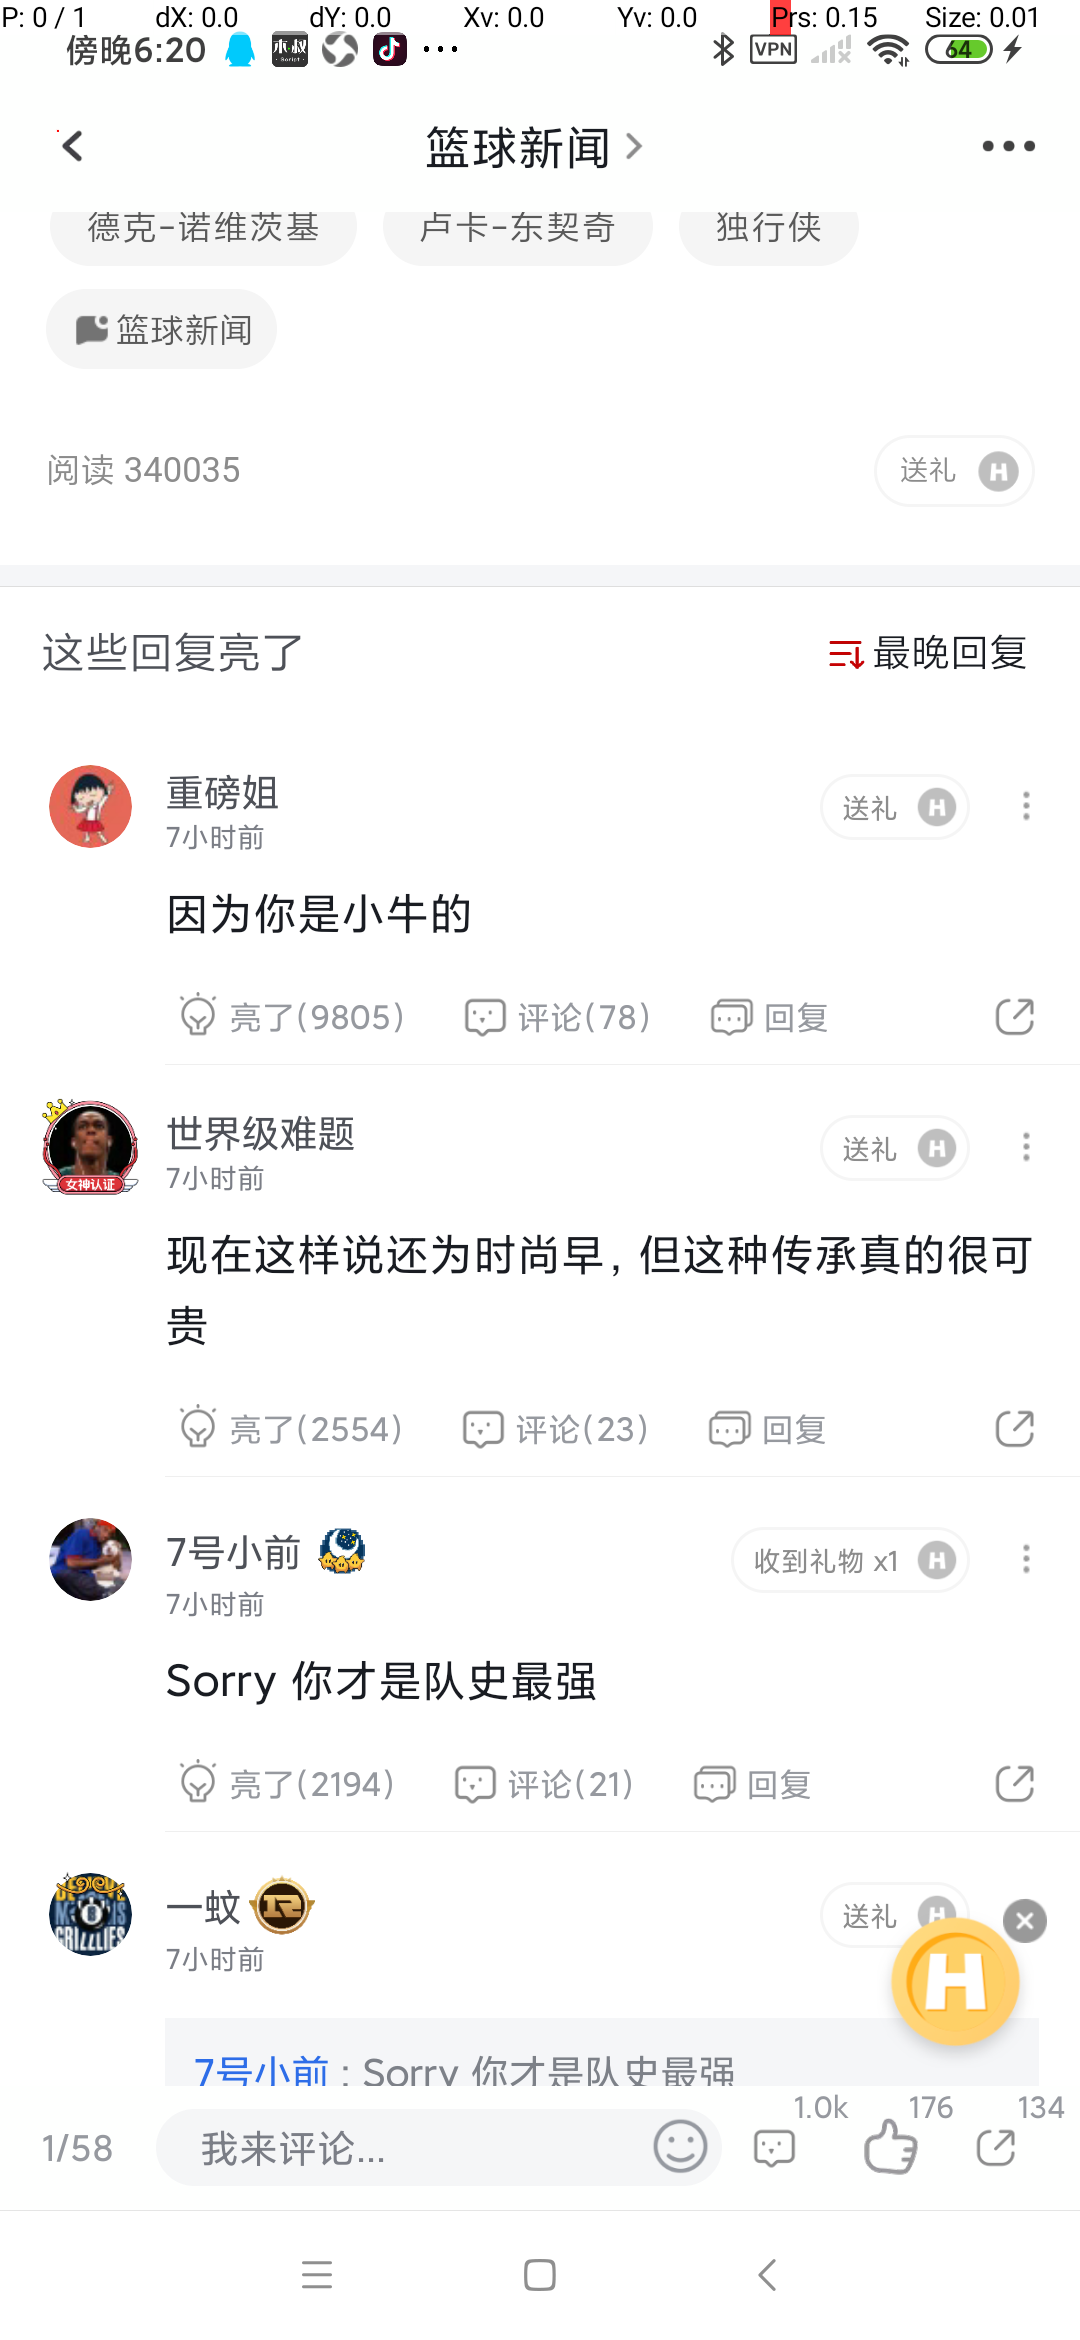 P: 0 / 1 dX: 0.0 dY: 0.0 Xv: 0.0 Yv: 0.0 Prs: 0.15 Size: 0.01
傍晚6:20 木叔 Script VPN 64
篮球新闻
德克-诺维茨基 卢卡-东契奇 独行侠
篮球新闻
阅读 340035 送礼 H
这些回复亮了 最晚回复
重磅姐 送礼 H
7小时前
因为你是小牛的
亮了(9805) 评论(78) 回复
世界级难题 送礼 H
女神认证 7小时前
现在这样说还为时尚早，但这种传承真的很可
贵
亮了(2554) 评论(23) 回复
7号小前 收到礼物 x1 H
7小时前
Sorry 你才是队史最强
亮了(2194) 评论(21) 回复
一蚊 送礼 H
GRIZZLIES 7小时前
H
7号小前 : Sorry 你才是队史最强
1.0k 176 134
1/58 我来评论...